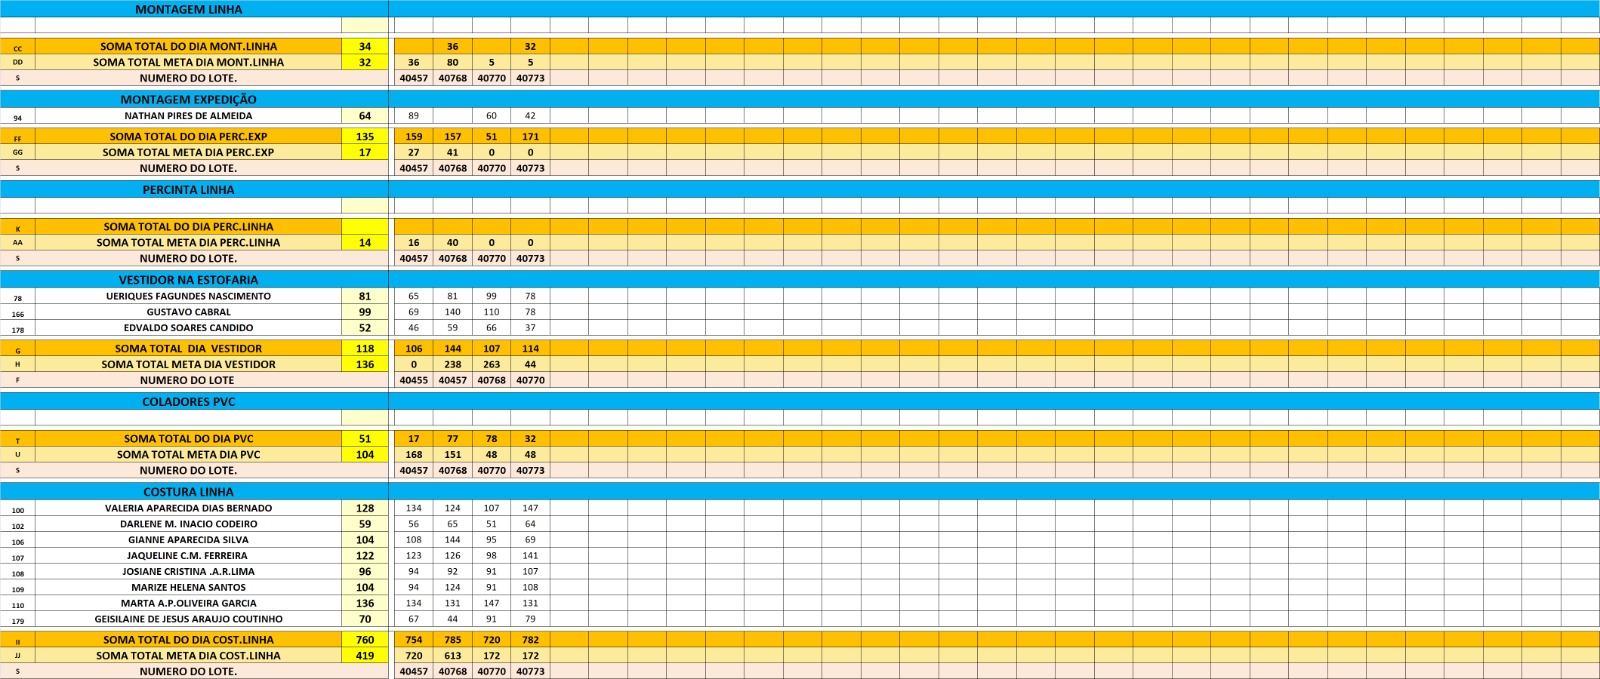 MONTAGEM LINHA
CC SOMA TOTAL DO DIA MONT.LINHA 34 36 32
DD SOMA TOTAL META DIA MONT.LINHA 32 36 80 5 5
S NUMERO DO LOTE. 40457 40768 40770 40773
MONTAGEM EXPEDIÇÃO
94 NATHAN PIRES DE ALMEIDA 64 89 60 42
FF SOMA TOTAL DO DIA PERC.EXP 135 159 157 51 171
GG SOMA TOTAL META DIA PERC.EXP 17 27 41 0 0
S NUMERO DO LOTE. 40457 40768 40770 40773
PERCINTA LINHA
K SOMA TOTAL DO DIA PERC.LINHA
AA SOMA TOTAL META DIA PERC.LINHA 14 16 40 0 0
S NUMERO DO LOTE. 40457 40768 40770 40773
VESTIDOR NA ESTOFARIA
78 UERIQUES FAGUNDES NASCIMENTO 81 65 81 99 78
166 GUSTAVO CABRAL 99 69 140 110 78
178 EDVALDO SOARES CANDIDO 52 46 59 66 37
G SOMA TOTAL DIA VESTIDOR 118 106 144 107 114
H SOMA TOTAL META DIA VESTIDOR 136 0 238 263 44
F NUMERO DO LOTE 40455 40457 40768 40770
COLADORES PVC
T SOMA TOTAL DO DIA PVC 51 17 77 78 32
U SOMA TOTAL META DIA PVC 104 168 151 48 48
S NUMERO DO LOTE. 40457 40768 40770 40773
COSTURA LINHA
100 VALERIA APARECIDA DIAS BERNADO 128 134 124 107 147
102 DARLENE M. INACIO CODEIRO 59 56 65 51 64
106 GIANNE APARECIDA SILVA 104 108 144 95 69
107 JAQUELINE C.M. FERREIRA 122 123 126 98 141
108 JOSIANE CRISTINA .A.R.LIMA 96 94 92 91 107
109 MARIZE HELENA SANTOS 104 94 124 91 108
110 MARTA A.P.OLIVEIRA GARCIA 136 134 131 147 131
179 GEISILAINE DE JESUS ARAUJO COUTINHO 70 67 44 91 79
II SOMA TOTAL DO DIA COST.LINHA 760 754 785 720 782
JJ SOMA TOTAL META DIA COST.LINHA 419 720 613 172 172
S NUMERO DO LOTE. 40457 40768 40770 40773